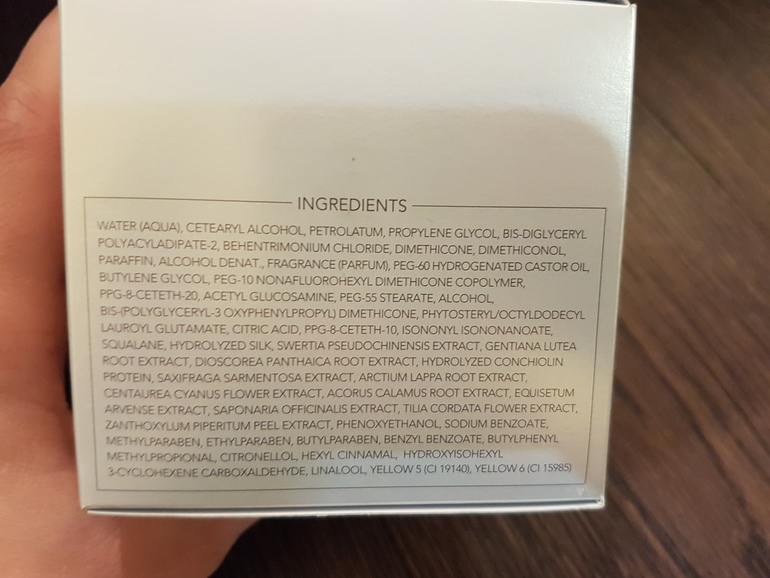 INGREDIENTS
WATER (AQUA), CETEARYL ALCOHOL, PETROLATUM, PROPYLENE GLYCOL, BIS-DIGLYCERYL
POLYACYLADIPATE-2, BEHENTRIMONIUM CHLORIDE, DIMETHICONE, DIMETHICONOL,
PARAFFIN, ALCOHOL DENAT., FRAGRANCE (PARFUM), PEG-60 HYDROGENATED CASTOR OIL,
BUTYLENE GLYCOL, PEG-10 NONAFLUOROHEXYL DIMETHICONE COPOLYMER,
PPG-8-CETETH-20, ACETYL GLUCOSAMINE, PEG-55 STEARATE, ALCOHOL,
BIS-(POLYGLYCERYL-3 OXYPHENYLPROPYL) DIMETHICONE, PHYTOSTERYL/OCTYLDODECYL
LAUROYL GLUTAMATE, CITRIC ACID, PPG-8-CETETH-10, ISONONYL ISONONANOATE,
SQUALANE, HYDROLYZED SILK, SWERTIA PSEUDOCHINENSIS EXTRACT, GENTIANA LUTEA
ROOT EXTRACT, DIOSCOREA PANTHAICA ROOT EXTRACT, HYDROLYZED CONCHIOLIN
PROTEIN, SAXIFRAGA SARMENTOSA EXTRACT, ARCTIUM LAPPA ROOT EXTRACT,
CENTAUREA CYANUS FLOWER EXTRACT, ACORUS CALAMUS ROOT EXTRACT, EQUISETUM
ARVENSE EXTRACT, SAPONARIA OFFICINALIS EXTRACT, TILIA CORDATA FLOWER EXTRACT,
ZANTHOXYLUM PIPERITUM PEEL EXTRACT, PHENOXYETHANOL, SODIUM BENZOATE,
METHYLPARABEN, ETHYLPARABEN, BUTYLPARABEN, BENZYL BENZOATE, BUTYLPHENYL
METHYLPROPIONAL, CITRONELLOL, HEXYL CINNAMAL, HYDROXYISOHEXYL
3-CYCLOHEXENE CARBOXALDEHYDE, LINALOOL, YELLOW 5 (CI 19140), YELLOW 6 (CI 15985)